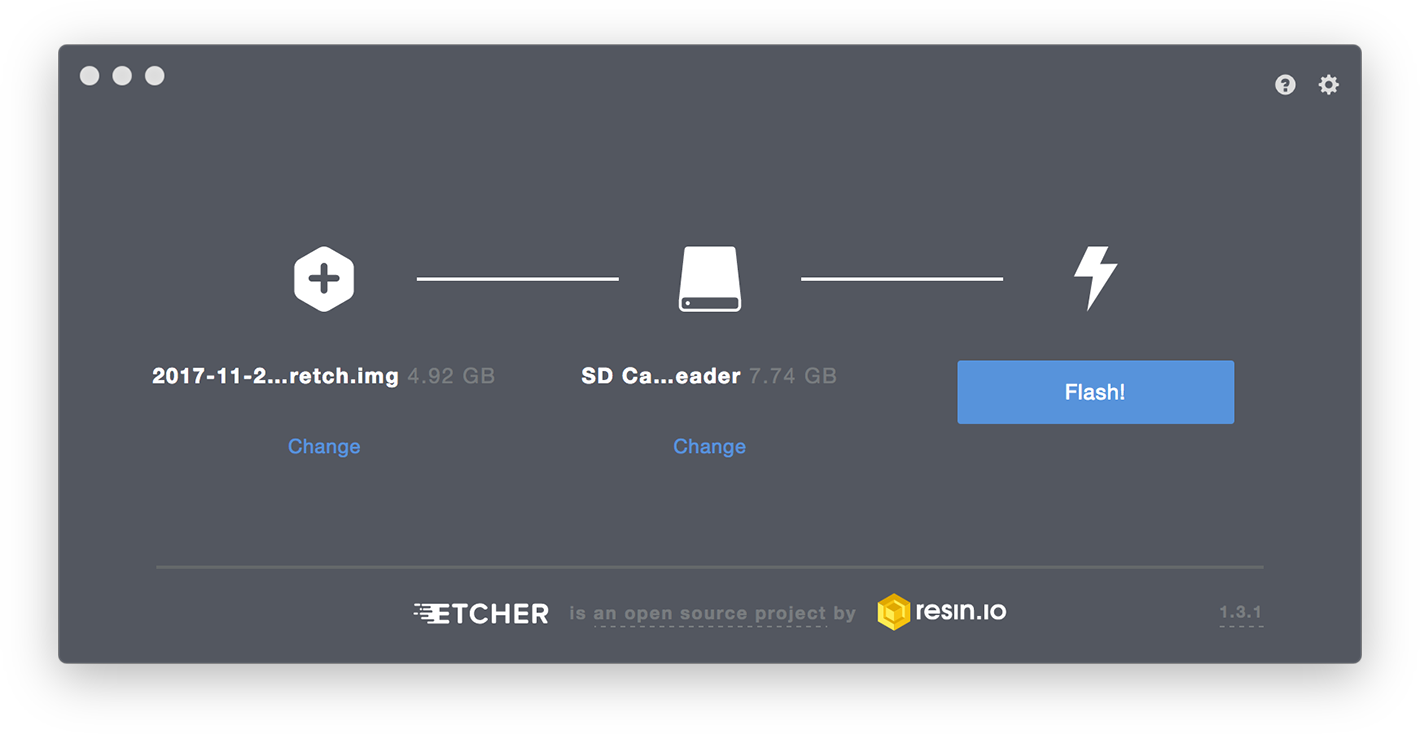 2017-11-2...retch.img 4.92 GB
SD Ca...eader 7.74 GB
Flash!
Change
Change
ETCHER is an open source project by resin.io
1.3.1